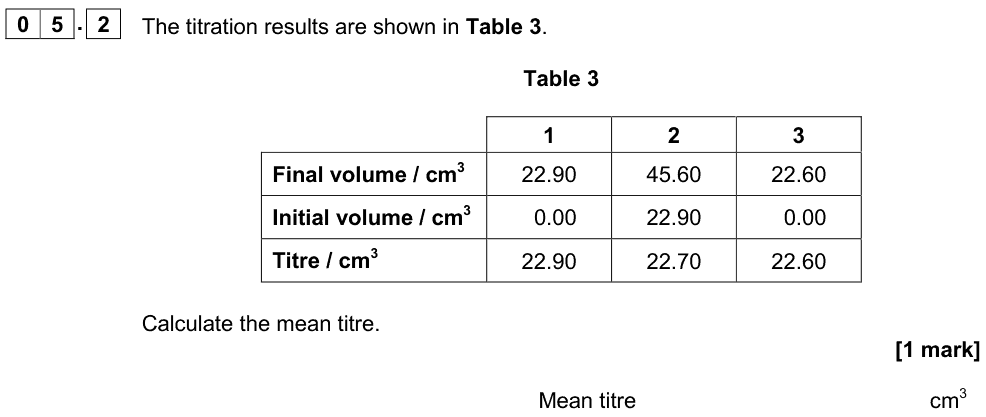 0 5 . 2 The titration results are shown in Table 3.
Table 3
1 2 3
Final volume / cm³ 22.90 45.60 22.60
Initial volume / cm³ 0.00 22.90 0.00
Titre / cm³ 22.90 22.70 22.60
Calculate the mean titre.
[1 mark]
Mean titre cm³